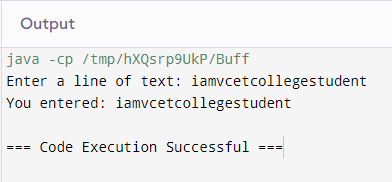 Output
java -cp /tmp/hXQsrp9UkP/Buff
Enter a line of text: iamvcetcollegestudent
You entered: iamvcetcollegestudent
=== Code Execution Successful ===